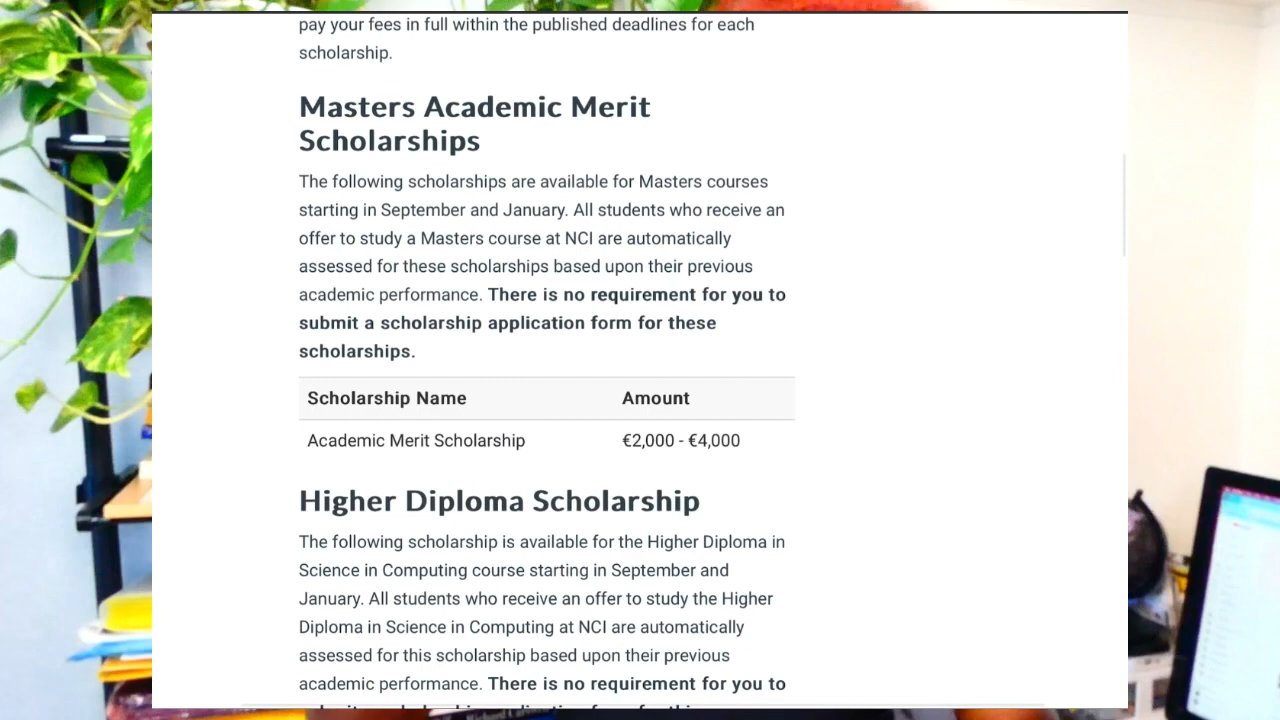 pay your fees in full within the published deadlines for each
scholarship.
Masters Academic Merit
Scholarships
The following scholarships are available for Masters courses
starting in September and January. All students who receive an
offer to study a Masters course at NCI are automatically
assessed for these scholarships based upon their previous
academic performance. There is no requirement for you to
submit a scholarship application form for these
scholarships.
Scholarship Name Amount
Academic Merit Scholarship €2,000 - €4,000
Higher Diploma Scholarship
The following scholarship is available for the Higher Diploma in
Science in Computing course starting in September and
January. All students who receive an offer to study the Higher
Diploma in Science in Computing at NCI are automatically
assessed for this scholarship based upon their previous
academic performance. There is no requirement for you to